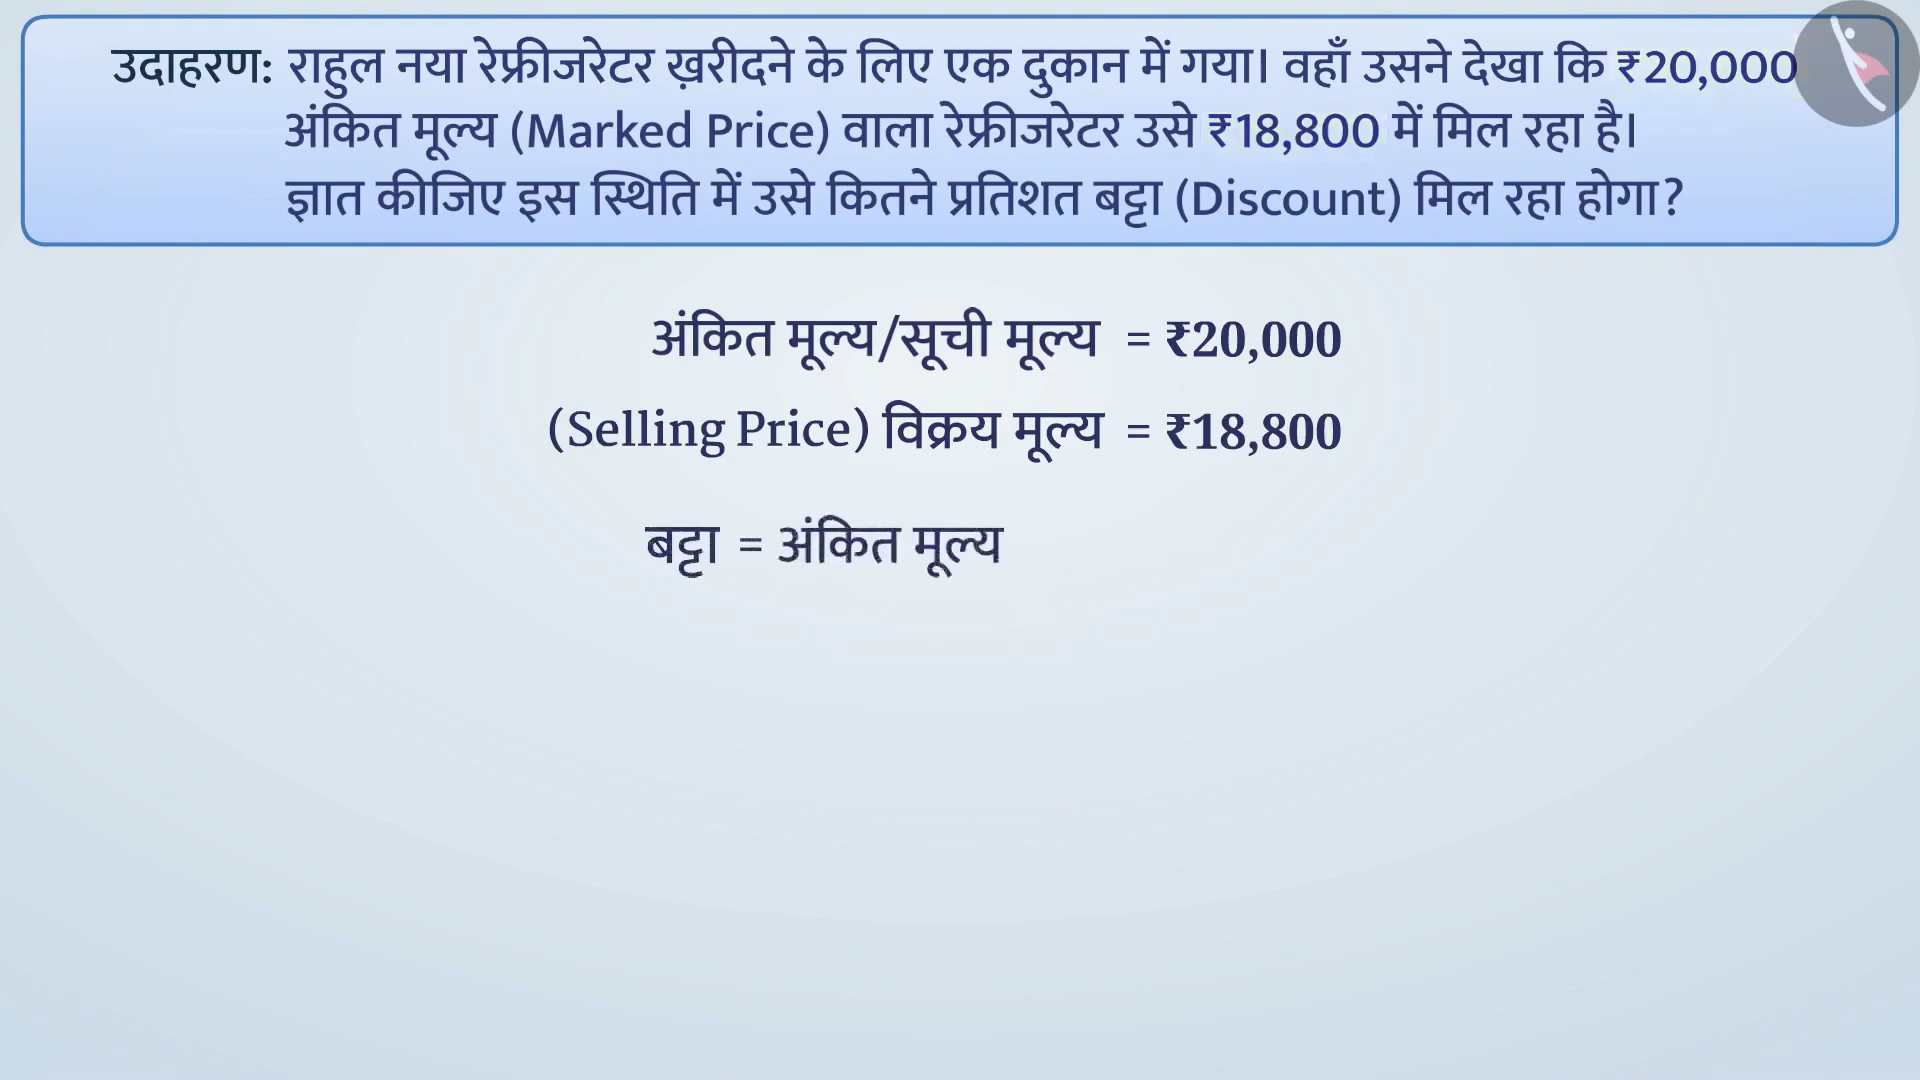 उदाहरण: राहुल नया रेफ्रीजरेटर ख़रीदने के लिए एक दुकान में गया। वहाँ उसने देखा कि ₹20,000
अंकित मूल्य (Marked Price) वाला रेफ्रीजरेटर उसे ₹18,800 में मिल रहा है।
ज्ञात कीजिए इस स्थिति में उसे कितने प्रतिशत बट्टा (Discount) मिल रहा होगा?
अंकित मूल्य/सूची मूल्य = ₹20,000
(Selling Price) विक्रय मूल्य = ₹18,800
बट्टा = अंकित मूल्य